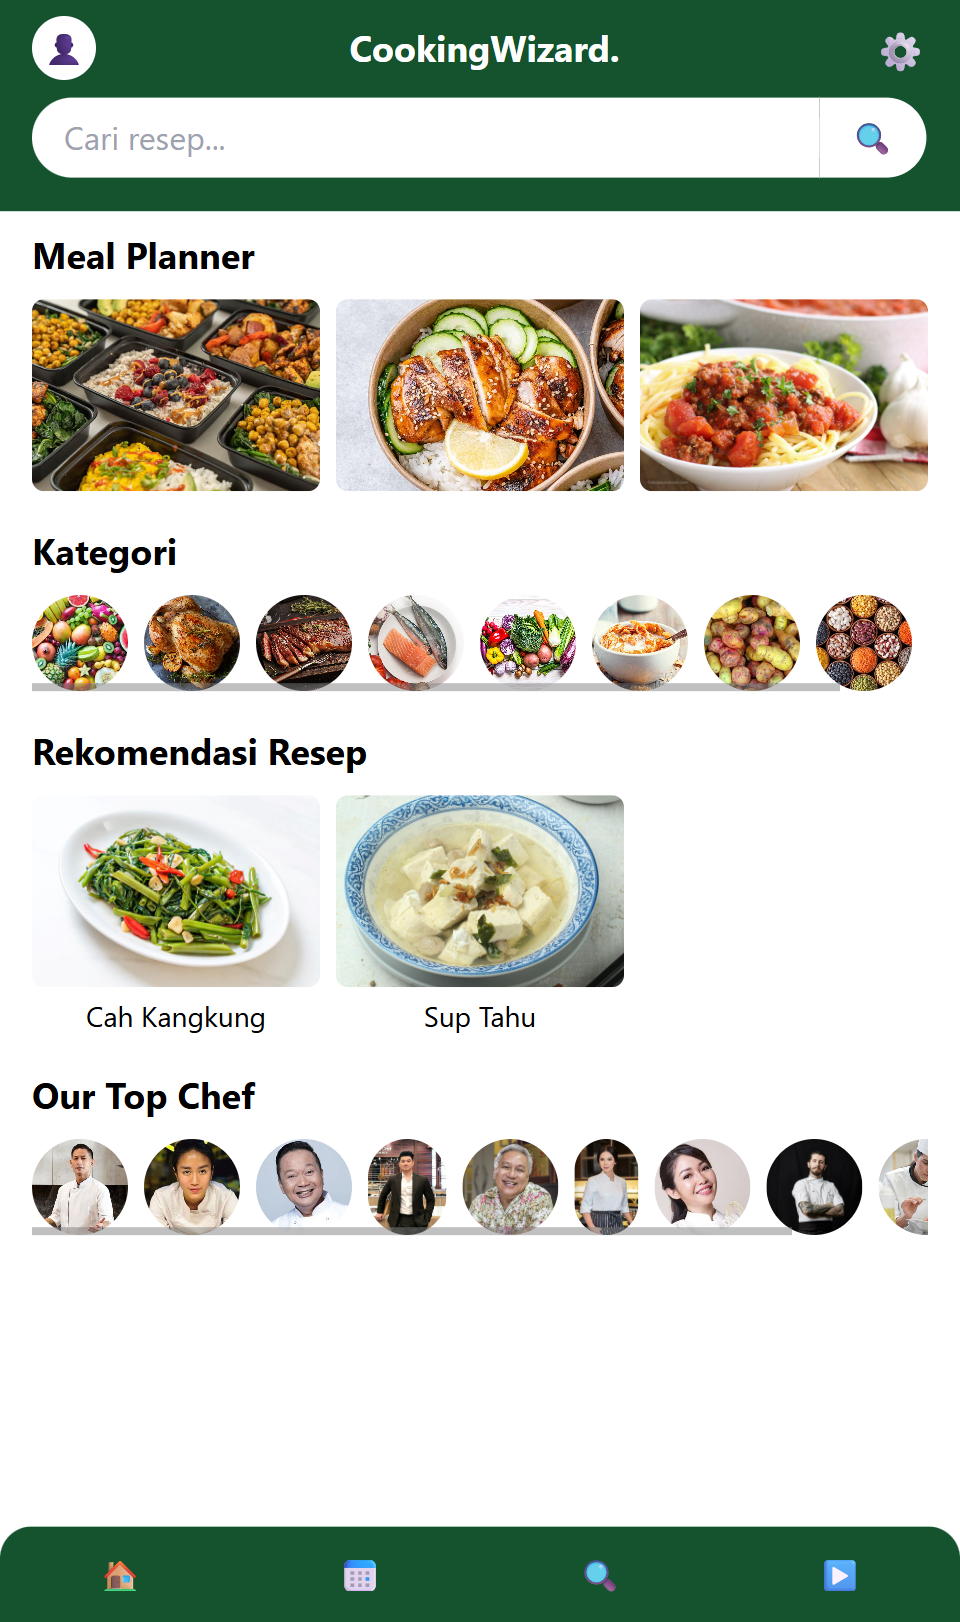 CookingWizard.
Cari resep...
Meal Planner
Kategori
Rekomendasi Resep
Cah Kangkung
Sup Tahu
Our Top Chef